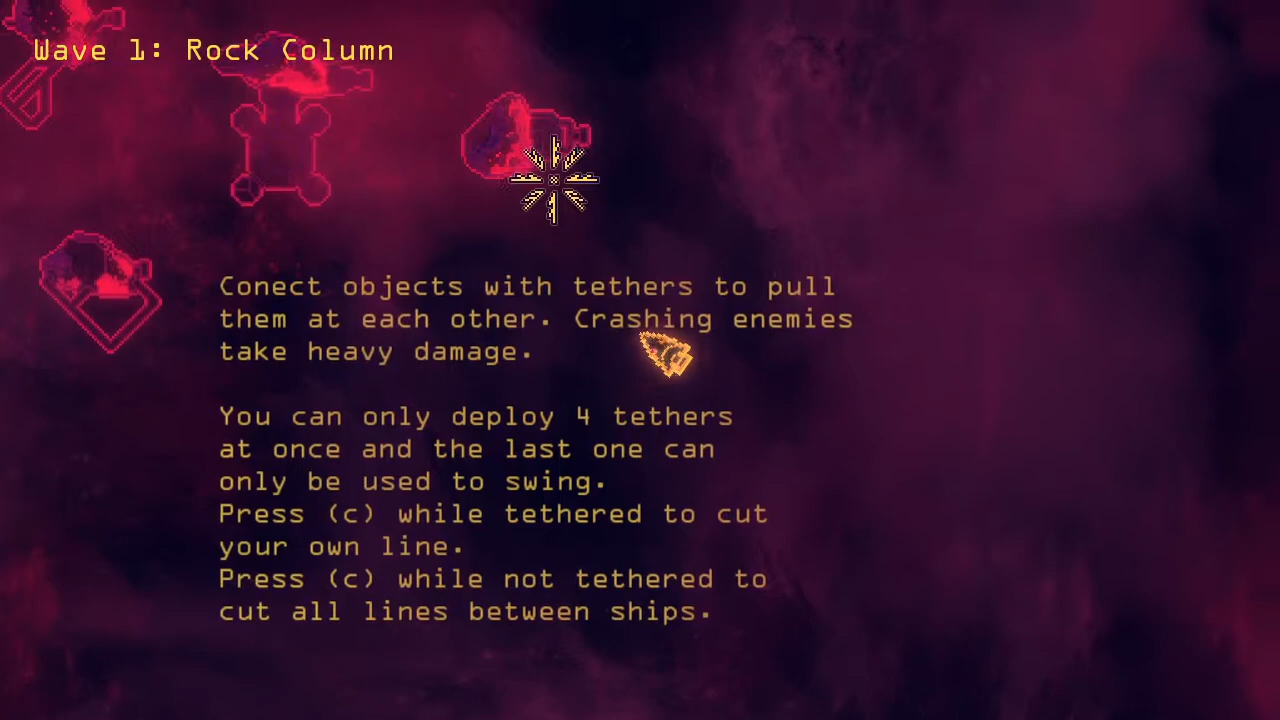 Wave 1: Rock Column
Conect objects with tethers to pull
them at each other. Crashing enemies
take heavy damage.
You can only deploy 4 tethers
at once and the last one can
only be used to swing.
Press (c) while tethered to cut
your own line.
Press (c) while not tethered to
cut all lines between ships.